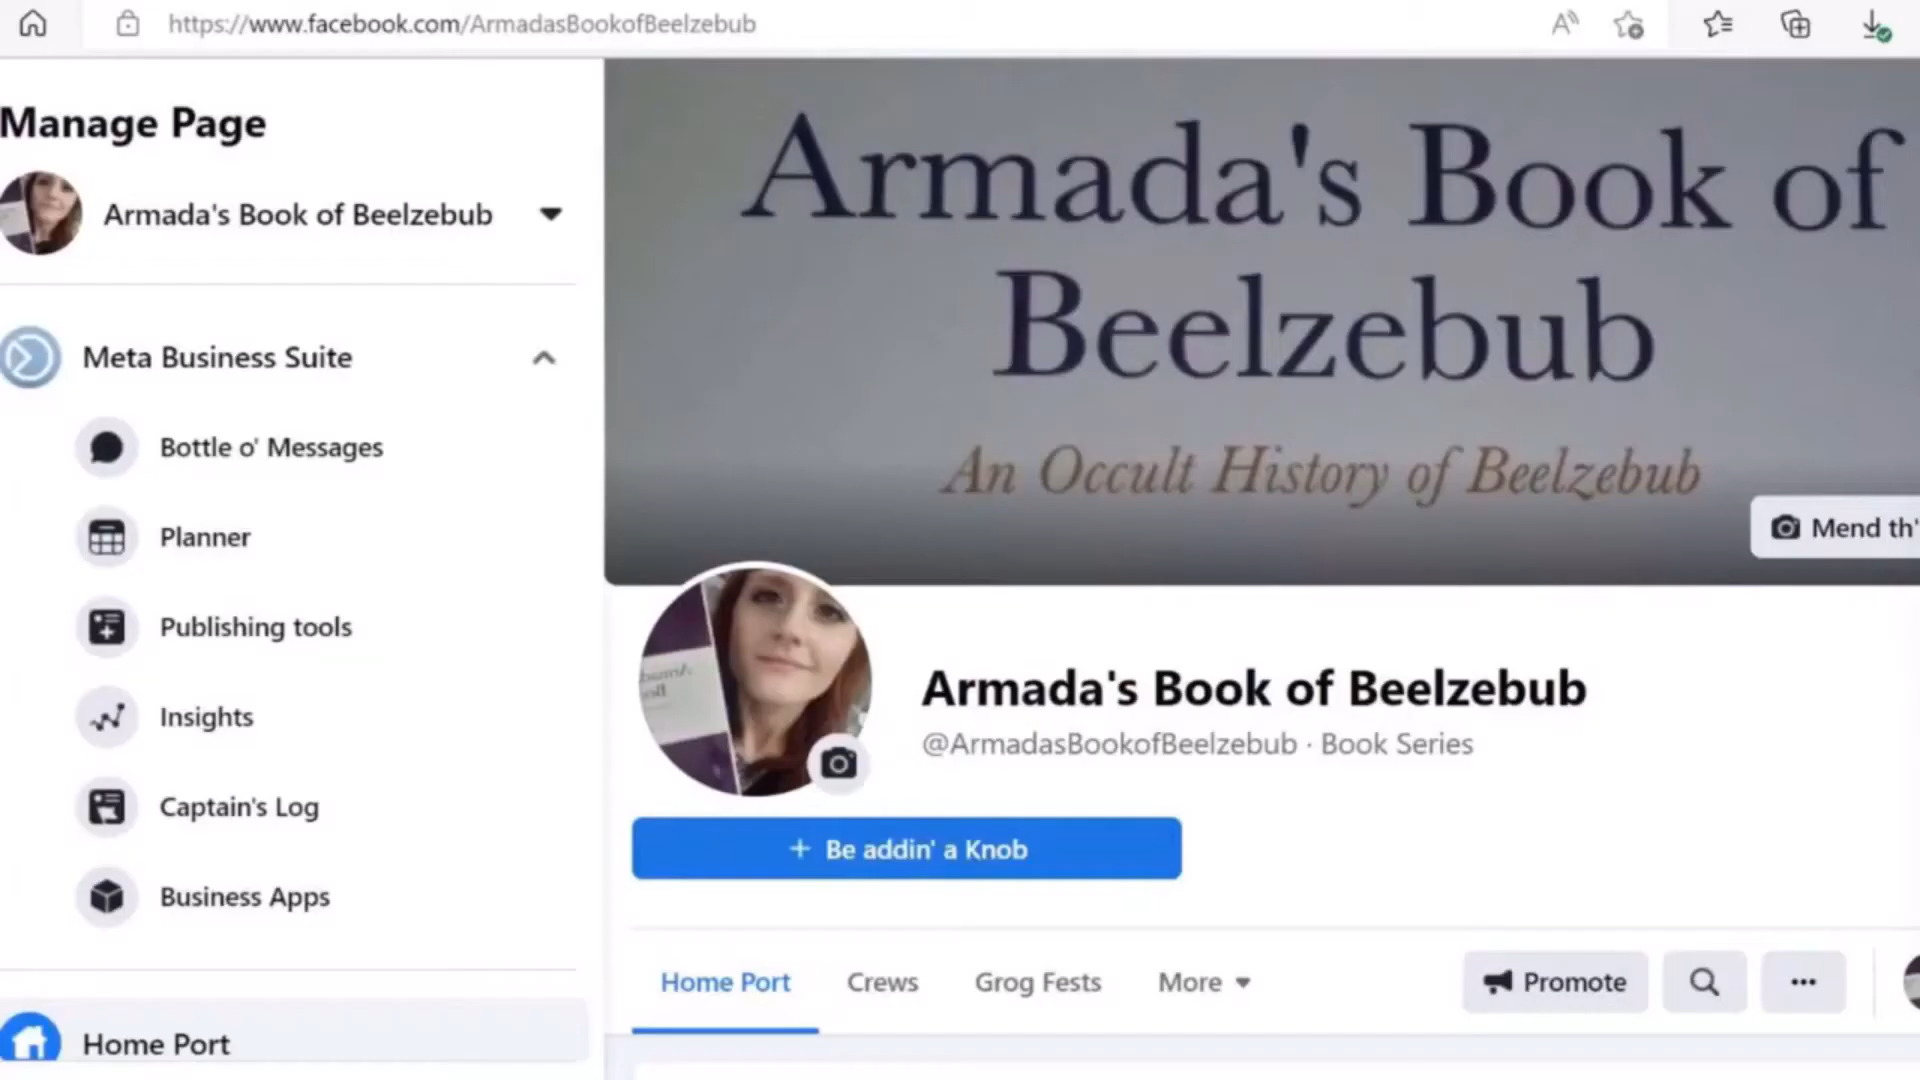 https://www.facebook.com/ArmadasBookofBeelzebub
Manage Page
Armada's Book of Beelzebub
Meta Business Suite
Bottle o' Messages
Planner
Publishing tools
Insights
Captain's Log
Business Apps
Home Port
Armada's Book of
Beelzebub
An Occult History of Beelzebub
Mend th'
Armada's Book of Beelzebub
@ArmadasBookofBeelzebub · Book Series
+ Be addin' a Knob
Home Port
Crews
Grog Fests
More
Promote